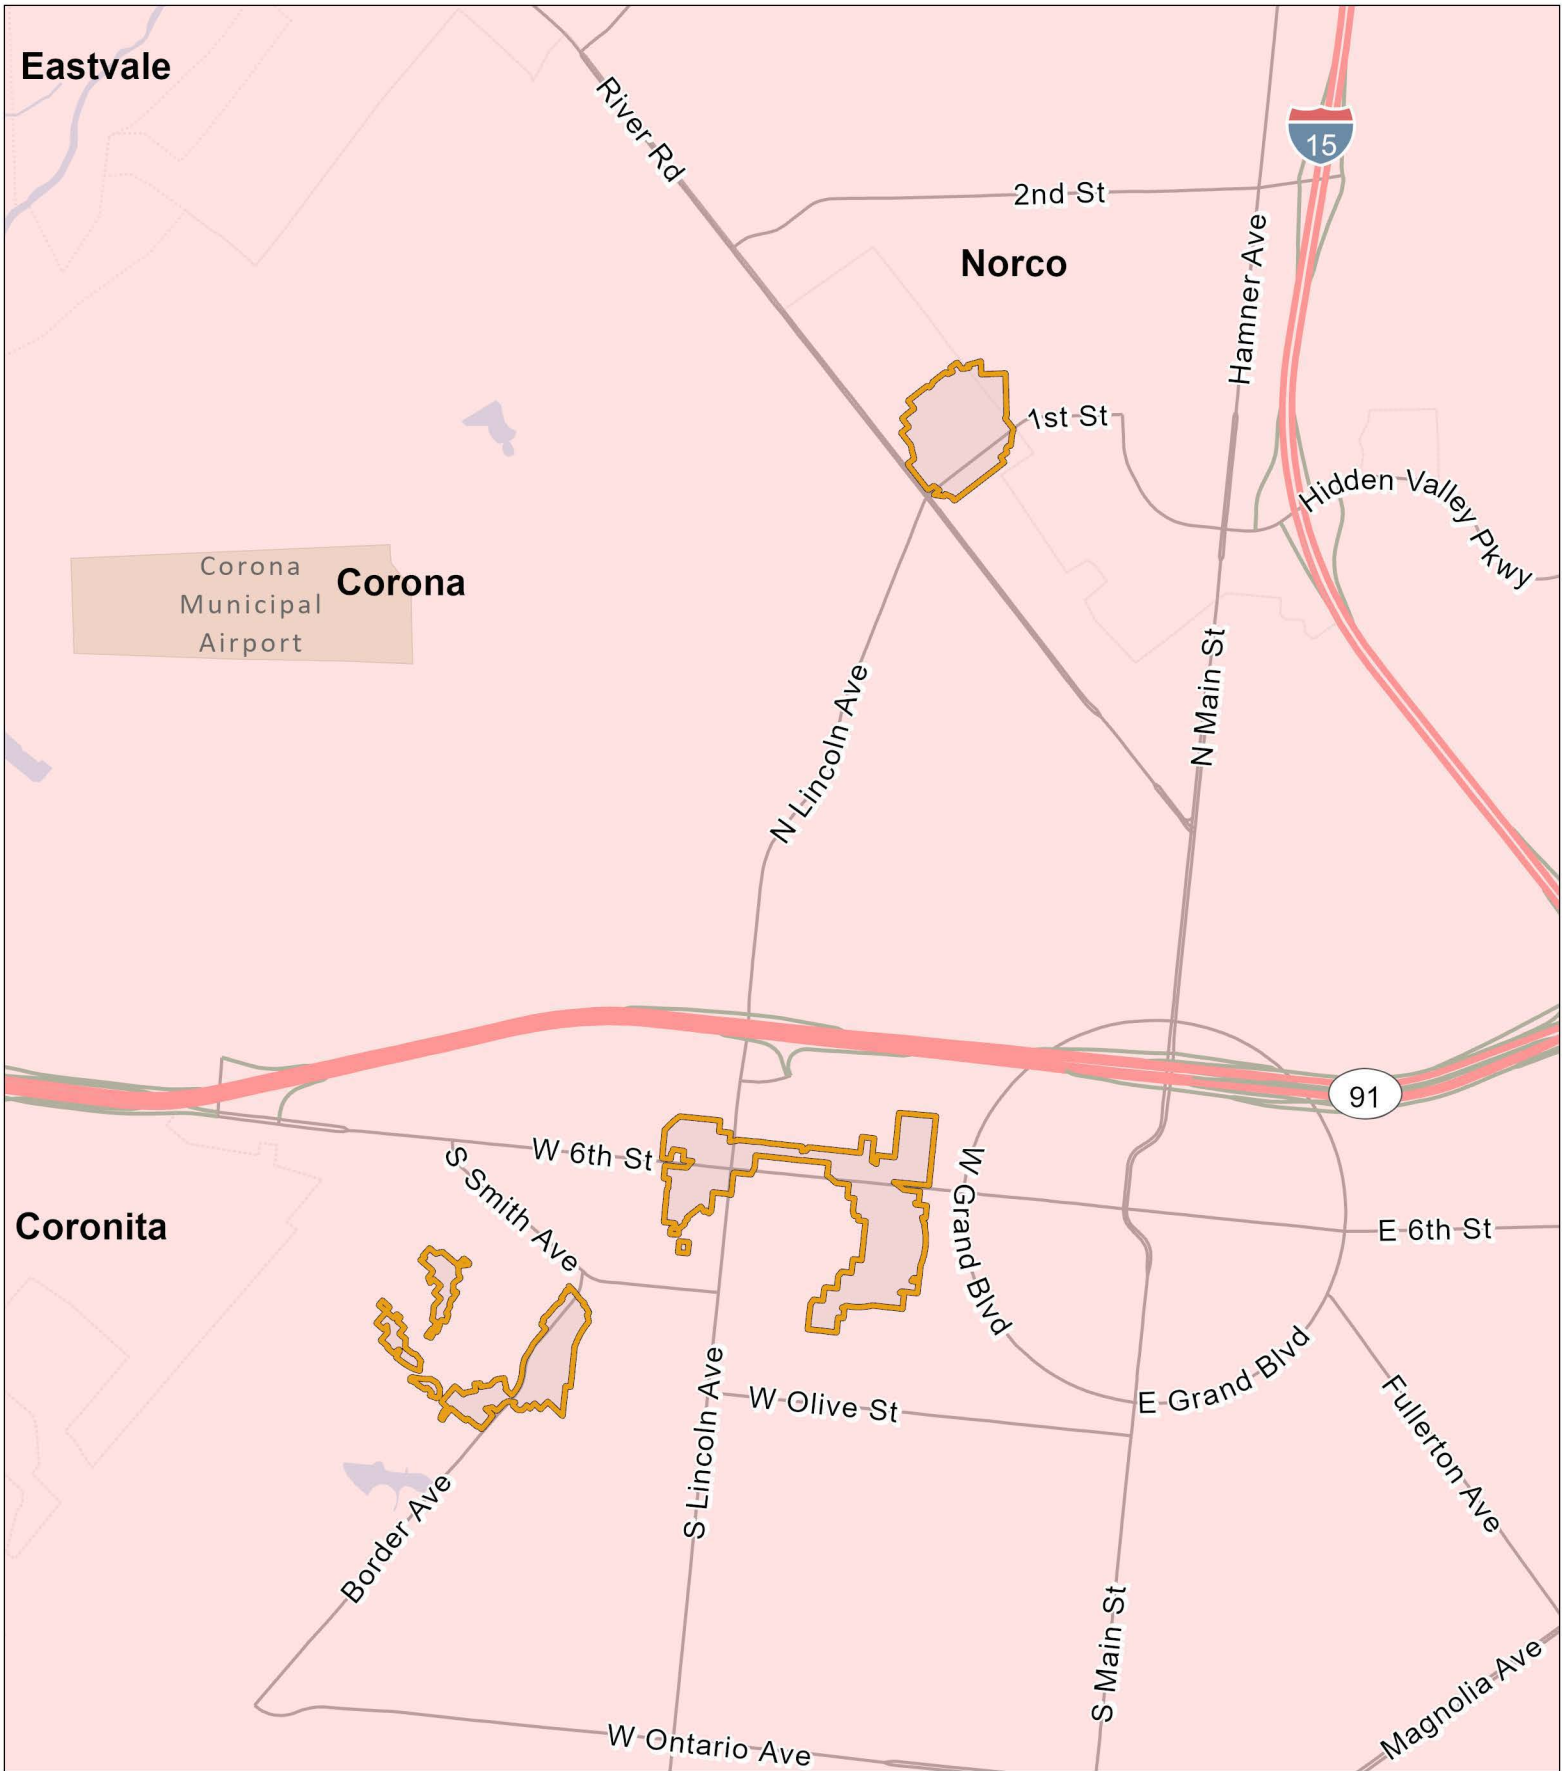 Eastvale
River Rd
15
2nd St
Norco
Hamner Ave
1st St
Hidden Valley Pkwy
Corona
Municipal
Airport
Corona
N Main St
N Lincoln Ave
91
W 6th St
S Smith Ave
W Grand Blvd
Coronita
E 6th St
E Grand Blvd
S Lincoln Ave
W Olive St
Fullerton Ave
Border Ave
S Main St
Magnolia Ave
W Ontario Ave